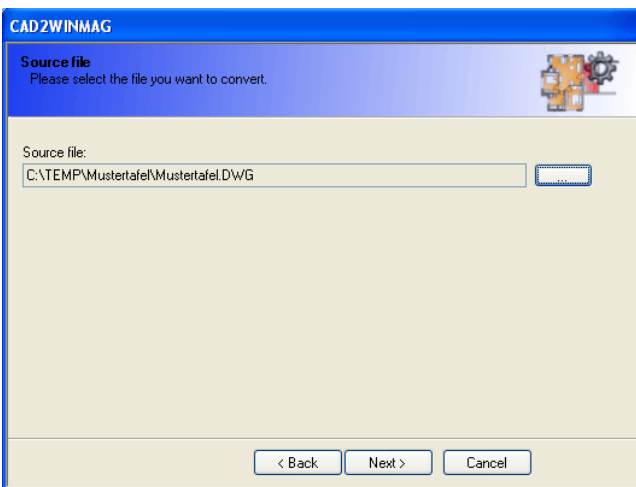 CAD2WINMAG
Source file
Please select the file you want to convert.
Source file:
C:\TEMP\Mustertafel\Mustertafel.DWG
...
< Back
Next >
Cancel